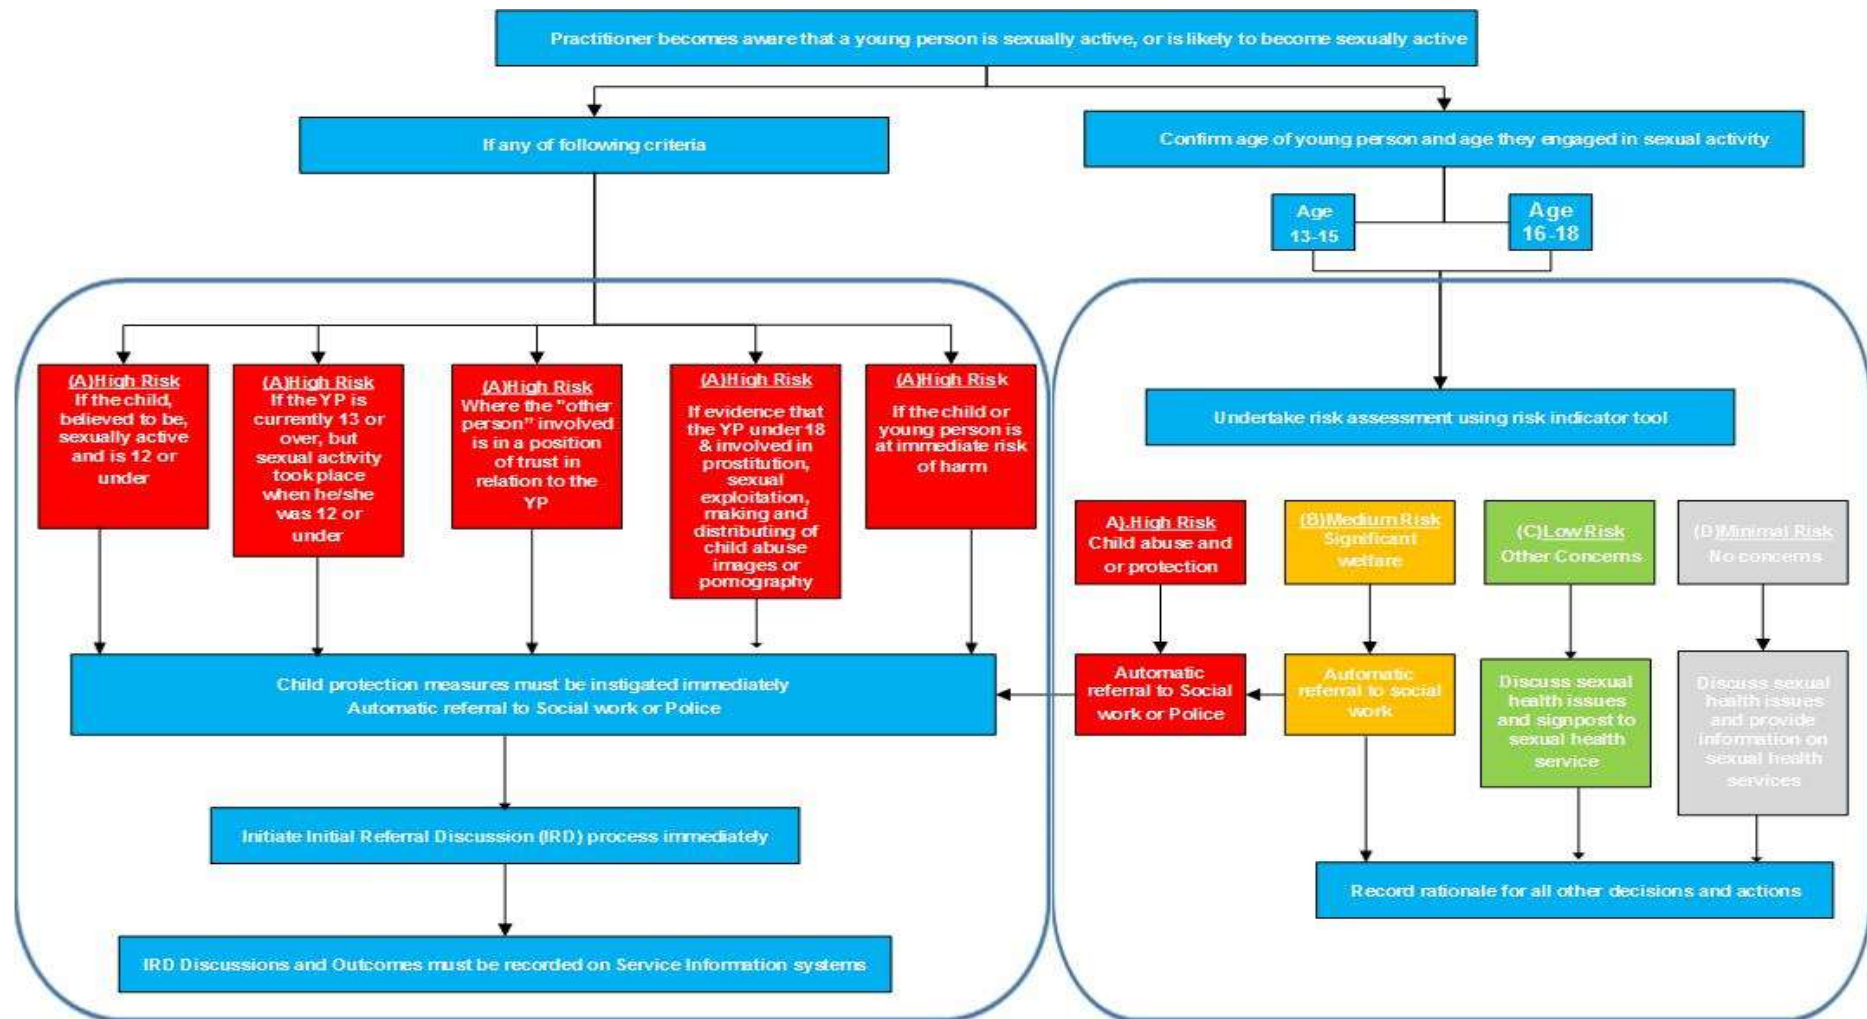 Practitioner becomes aware that a young person is sexually active, or is likely to become sexually active
If any of following criteria
Confirm age of young person and age they engaged in sexual activity
Age
13-15
Age
16-18
(A)High Risk
If the child,
believed to be,
sexually active
and is 12 or
under
(A)High Risk
If the YP is
currently 13 or
over, but
sexual activity
took place
when he/she
was 12 or
under
(A)High Risk
Where the "other
person" involved
is in a position
of trust in
relation to the
YP
(A)High Risk
If evidence that
the YP under 18
& involved in
prostitution,
sexual
exploitation,
making and
distributing of
child abuse
images or
pornography
(A)High Risk
If the child or
young person is
at immediate risk
of harm
Undertake risk assessment using risk indicator tool
A).High Risk
Child abuse and
or protection
(B)Medium Risk
Significant
welfare
(C)Low Risk
Other Concerns
(D)Minimal Risk
No concerns
Child protection measures must be instigated immediately
Automatic referral to Social work or Police
Automatic
referral to Social
work or Police
Automatic
referral to social
work
Discuss sexual
health issues
and signpost to
sexual health
service
Discuss sexual
health issues
and provide
information on
sexual health
services
Initiate Initial Referral Discussion (IRD) process immediately
Record rationale for all other decisions and actions
IRD Discussions and Outcomes must be recorded on Service Information systems